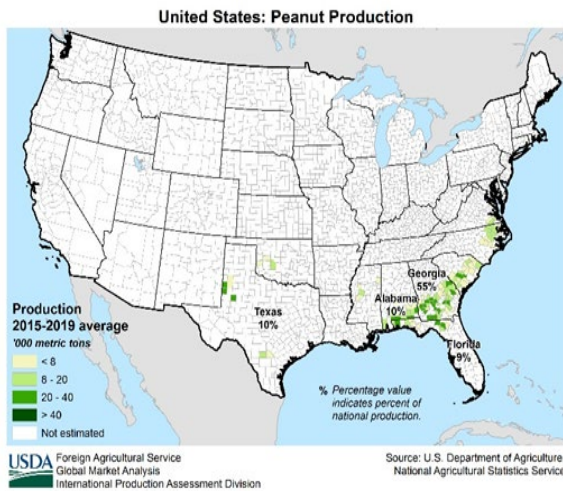 United States: Peanut Production
Georgia
55%
Alabama
10%
Texas
10%
Florida
9%
Production
2015-2019 average
'000 metric tons
< 8
8 - 20
20 - 40
> 40
Not estimated
% Percentage value
indicates percent of
national production.
USDA
Foreign Agricultural Service
Global Market Analysis
International Production Assessment Division
Source: U.S. Department of Agriculture
National Agricultural Statistics Service